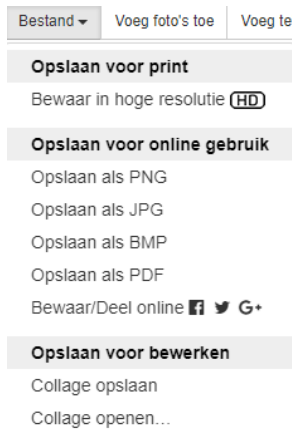 Bestand Voeg foto's toe Voeg te
Opslaan voor print
Bewaar in hoge resolutie HD
Opslaan voor online gebruik
Opslaan als PNG
Opslaan als JPG
Opslaan als BMP
Opslaan als PDF
Bewaar/Deel online f G+
Opslaan voor bewerken
Collage opslaan
Collage openen...